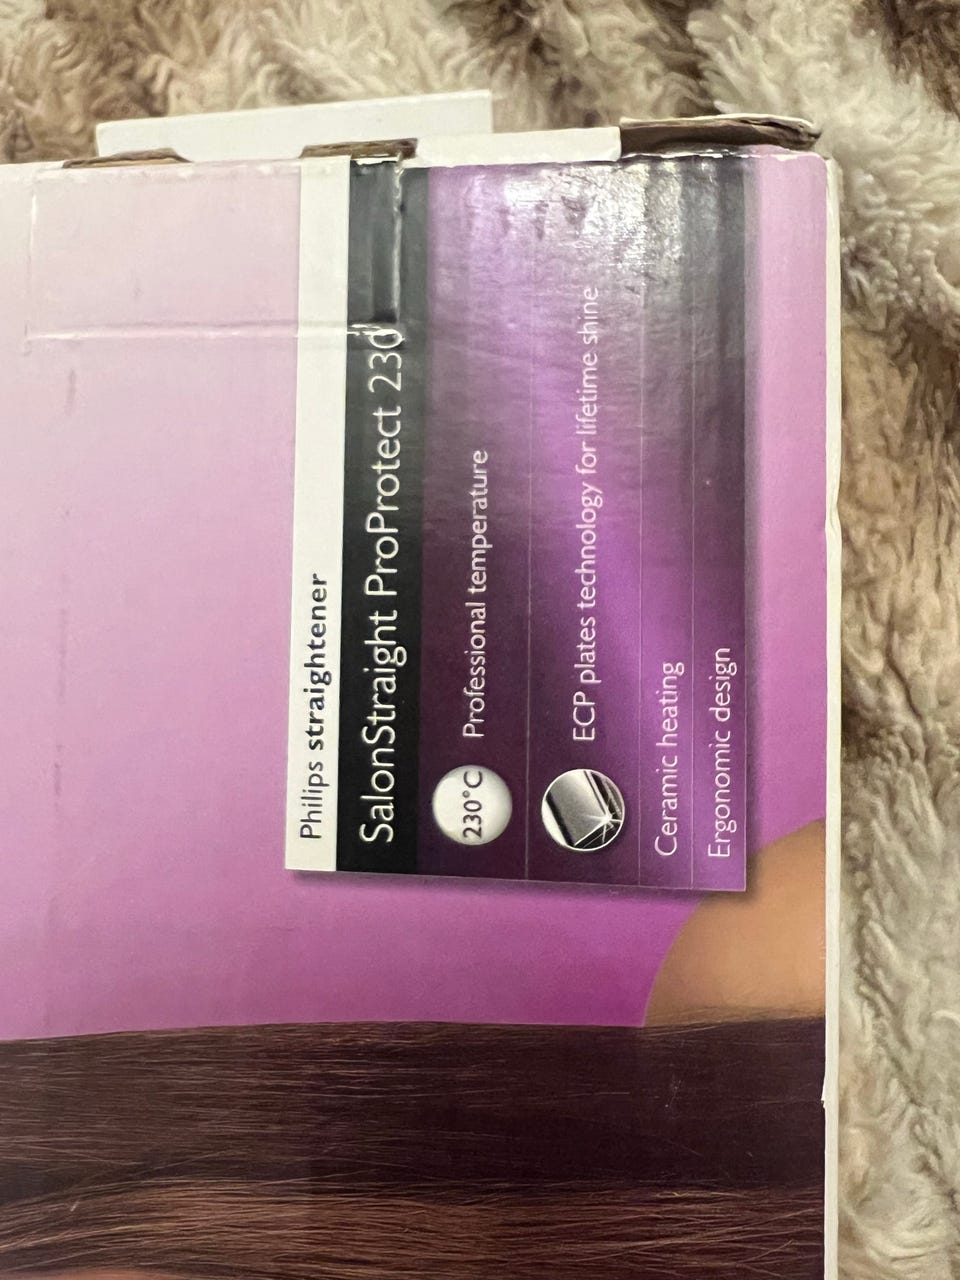 Philips straightener
SalonStraight ProProtect 230
230°C
Professional temperature
ECP plates technology for lifetime shine
Ceramic heating
Ergonomic design